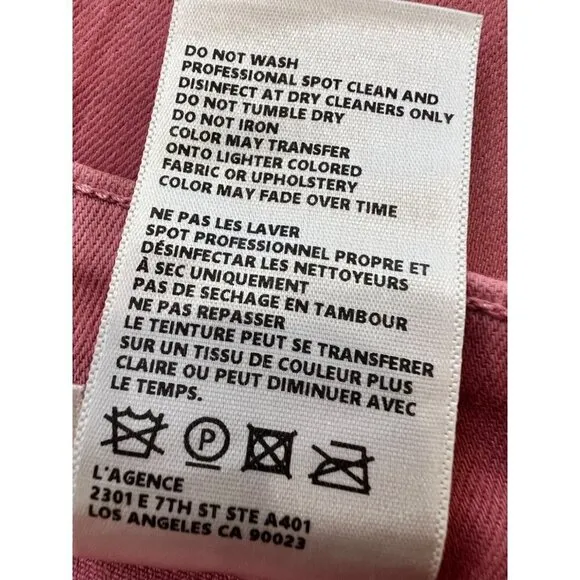 DO NOT WASH
PROFESSIONAL SPOT CLEAN AND
DISINFECT AT DRY CLEANERS ONLY
DO NOT TUMBLE DRY
DO NOT IRON
COLOR MAY TRANSFER
ONTO LIGHTER COLORED
FABRIC OR UPHOLSTERY
COLOR MAY FADE OVER TIME
NE PAS LES LAVER
SPOT PROFESSIONNEL PROPRE ET
DÉSINFECTAR LES NETTOYEURS
À SEC UNIQUEMENT
PAS DE SECHAGE EN TAMBOUR
NE PAS REPASSER
LE TEINTURE PEUT SE TRANSFERER
SUR UN TISSU DE COULEUR PLUS
CLAIRE OU PEUT DIMINUER AVEC
LE TEMPS.
P
L'AGENCE
2301 E 7TH ST STE A401
LOS ANGELES CA 90023